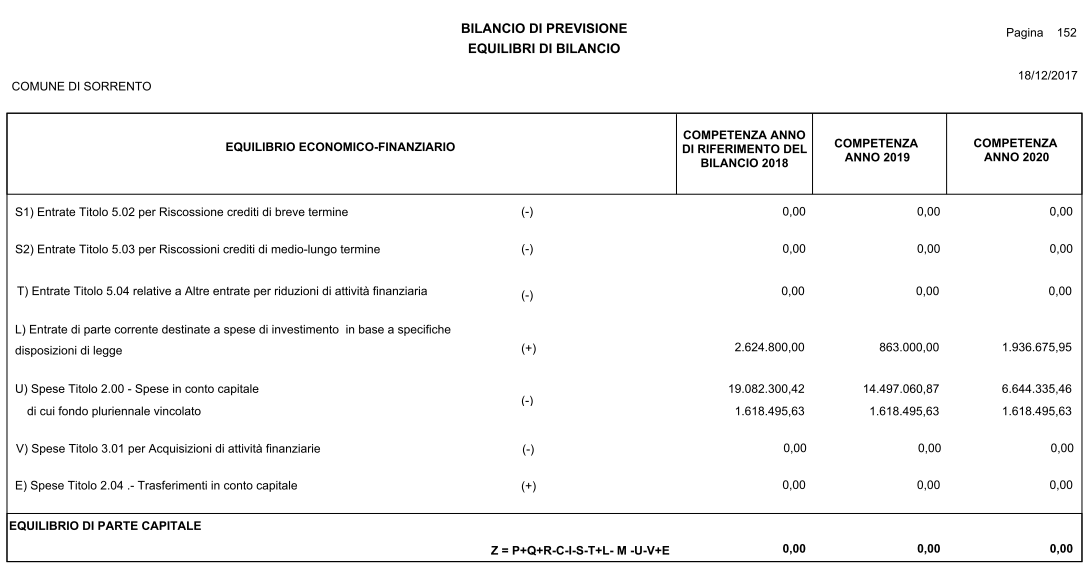 BILANCIO DI PREVISIONE
EQUILIBRI DI BILANCIO
Pagina 152
18/12/2017
COMUNE DI SORRENTO
EQUILIBRIO ECONOMICO-FINANZIARIO
COMPETENZA ANNO
DI RIFERIMENTO DEL
BILANCIO 2018
COMPETENZA
ANNO 2019
COMPETENZA
ANNO 2020
S1) Entrate Titolo 5.02 per Riscossione crediti di breve termine (-) 0,00 0,00 0,00
S2) Entrate Titolo 5.03 per Riscossioni crediti di medio-lungo termine (-) 0,00 0,00 0,00
T) Entrate Titolo 5.04 relative a Altre entrate per riduzioni di attività finanziaria (-) 0,00 0,00 0,00
L) Entrate di parte corrente destinate a spese di investimento in base a specifiche
disposizioni di legge (+) 2.624.800,00 863.000,00 1.936.675,95
U) Spese Titolo 2.00 - Spese in conto capitale (-) 19.082.300,42 14.497.060,87 6.644.335,46
di cui fondo pluriennale vincolato 1.618.495,63 1.618.495,63 1.618.495,63
V) Spese Titolo 3.01 per Acquisizioni di attività finanziarie (-) 0,00 0,00 0,00
E) Spese Titolo 2.04 .- Trasferimenti in conto capitale (+) 0,00 0,00 0,00
EQUILIBRIO DI PARTE CAPITALE
Z = P+Q+R-C-I-S-T+L- M -U-V+E 0,00 0,00 0,00